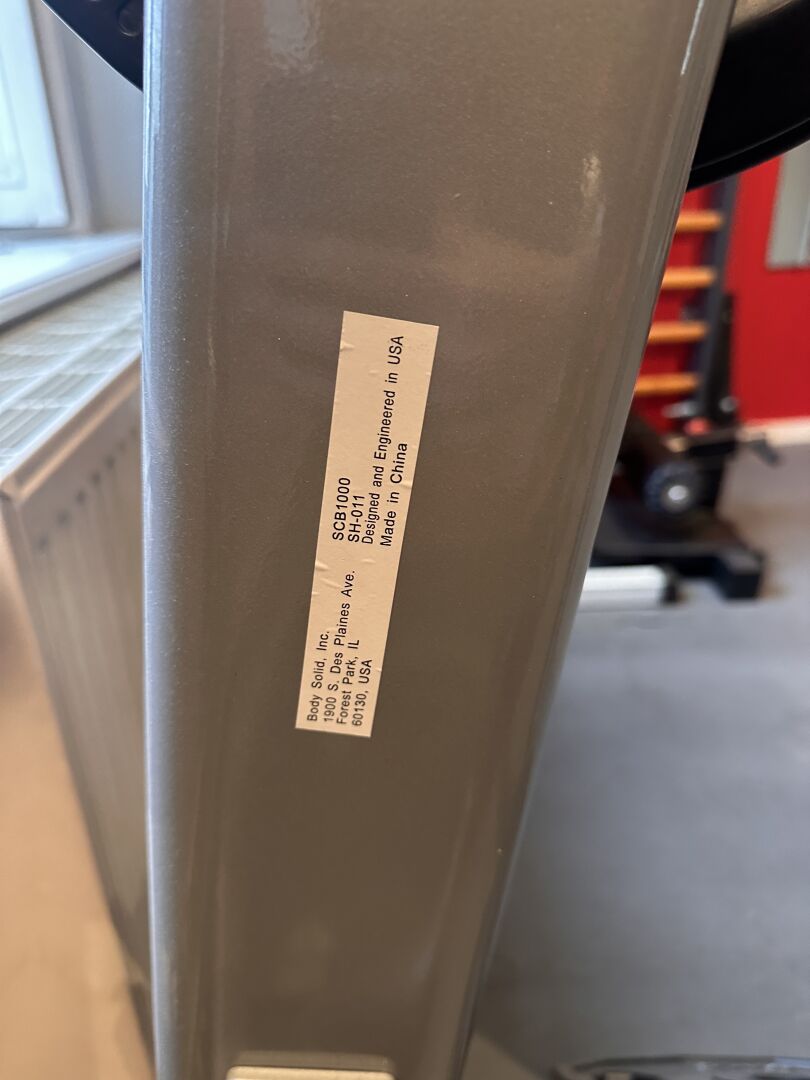 Body Solid, Inc.
1900 S. Des Plaines Ave.
Forest Park, IL
60130, USA
SCB1000
SH-011
Designed and Engineered in USA
Made in China